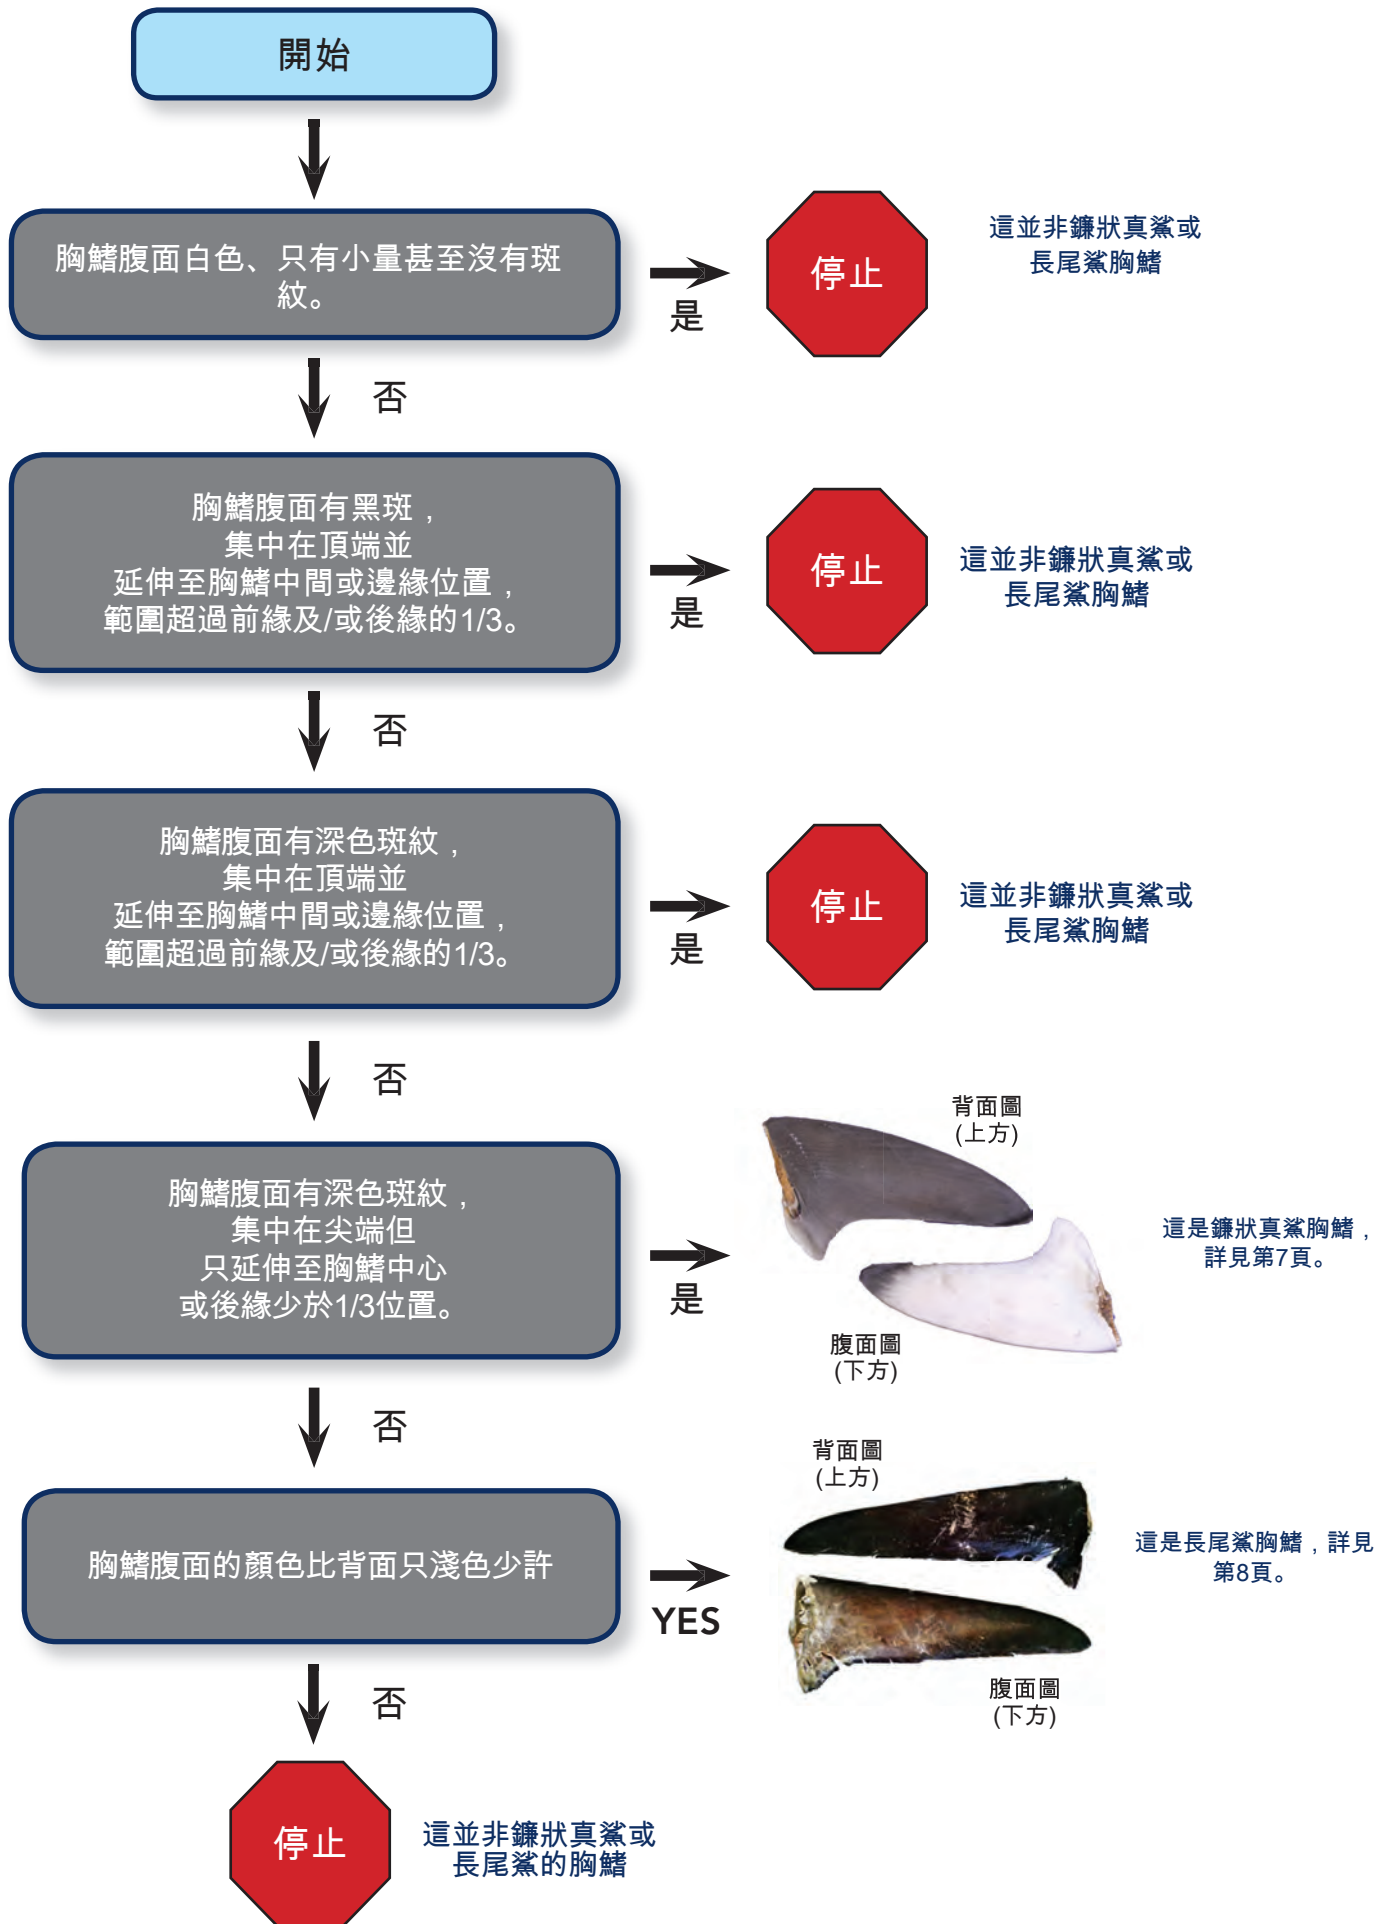 開始
胸鰭腹面白色、只有小量甚至沒有斑
紋。
是
停止
這並非鐮狀真鯊或
長尾鯊胸鰭
否
胸鰭腹面有黑斑，
集中在頂端並
延伸至胸鰭中間或邊緣位置，
範圍超過前緣及/或後緣的1/3。
是
停止
這並非鐮狀真鯊或
長尾鯊胸鰭
否
胸鰭腹面有深色斑紋，
集中在頂端並
延伸至胸鰭中間或邊緣位置，
範圍超過前緣及/或後緣的1/3。
是
停止
這並非鐮狀真鯊或
長尾鯊胸鰭
否
胸鰭腹面有深色斑紋，
集中在尖端但
只延伸至胸鰭中心
或後緣少於1/3位置。
是
背面圖
(上方)
腹面圖
(下方)
這是鐮狀真鯊胸鰭，
詳見第7頁。
否
胸鰭腹面的顏色比背面只淺色少許
YES
背面圖
(上方)
腹面圖
(下方)
這是長尾鯊胸鰭，詳見
第8頁。
否
停止
這並非鐮狀真鯊或
長尾鯊的胸鰭